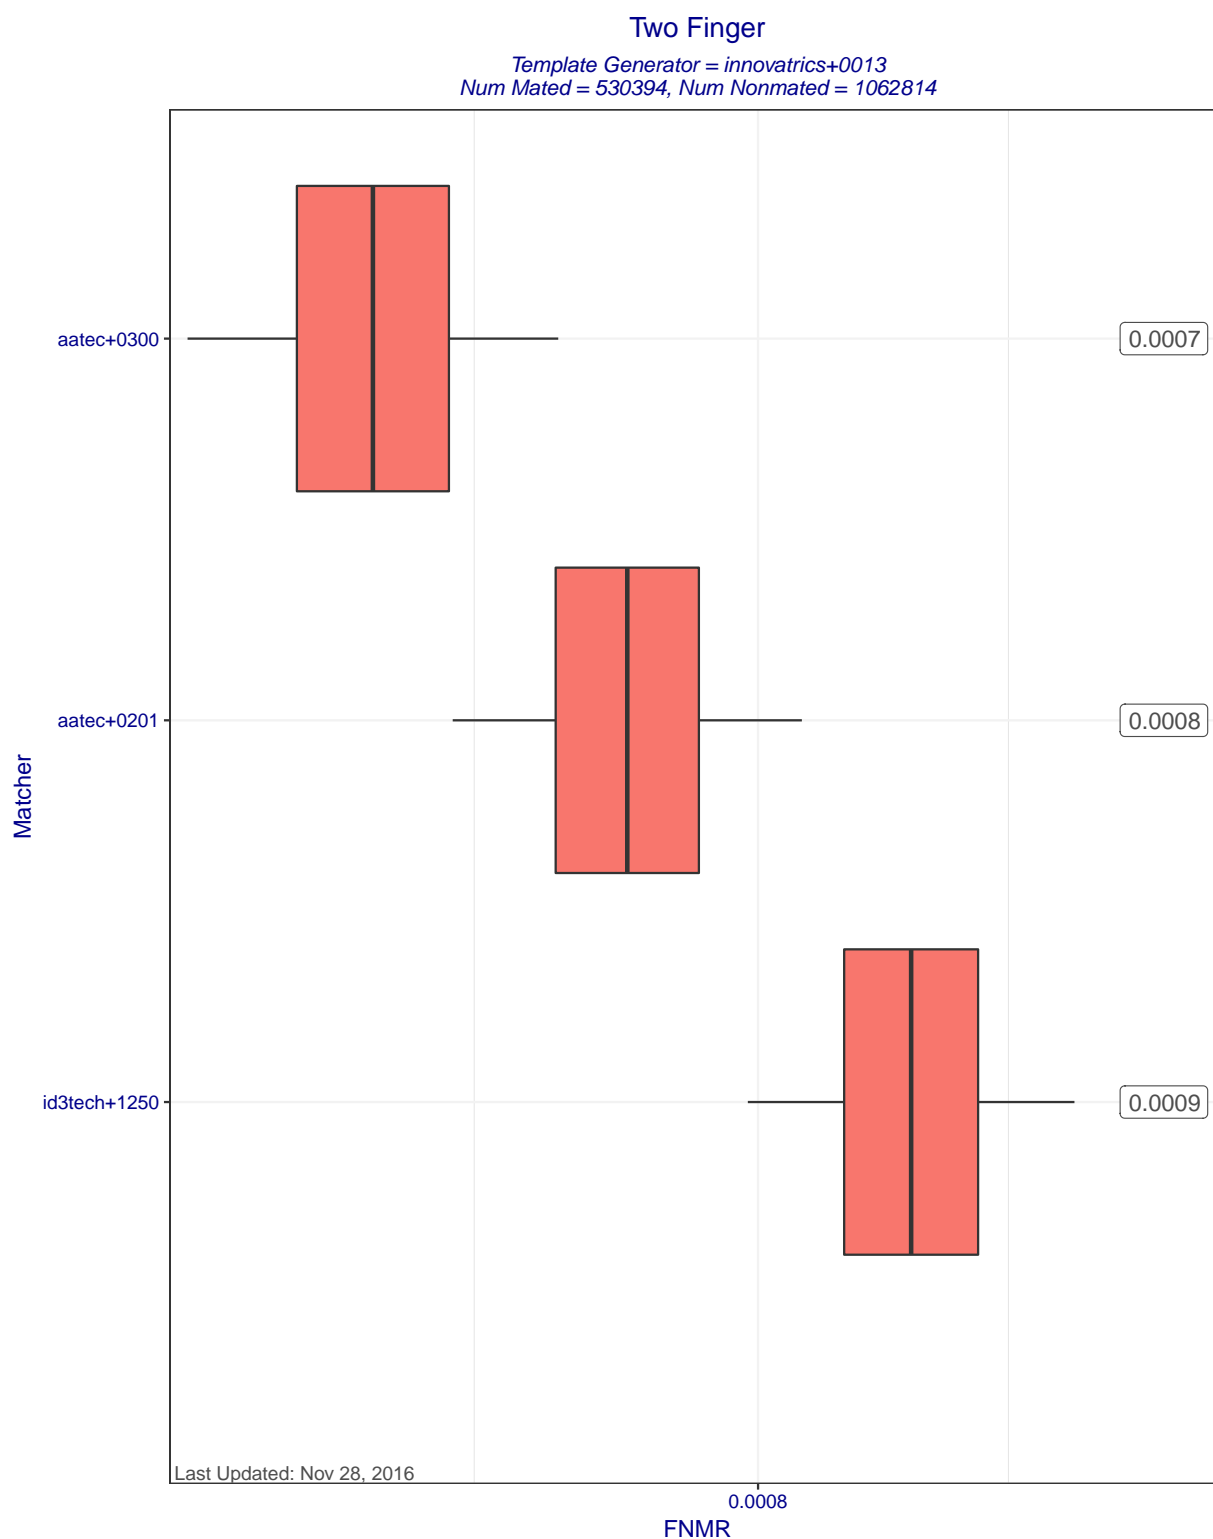 Two Finger
Template Generator = innovatrics+0013
Num Mated = 530394, Num Nonmated = 1062814
aatec+0300
0.0007
aatec+0201
0.0008
Matcher
id3tech+1250
0.0009
Last Updated: Nov 28, 2016
0.0008
FNMR